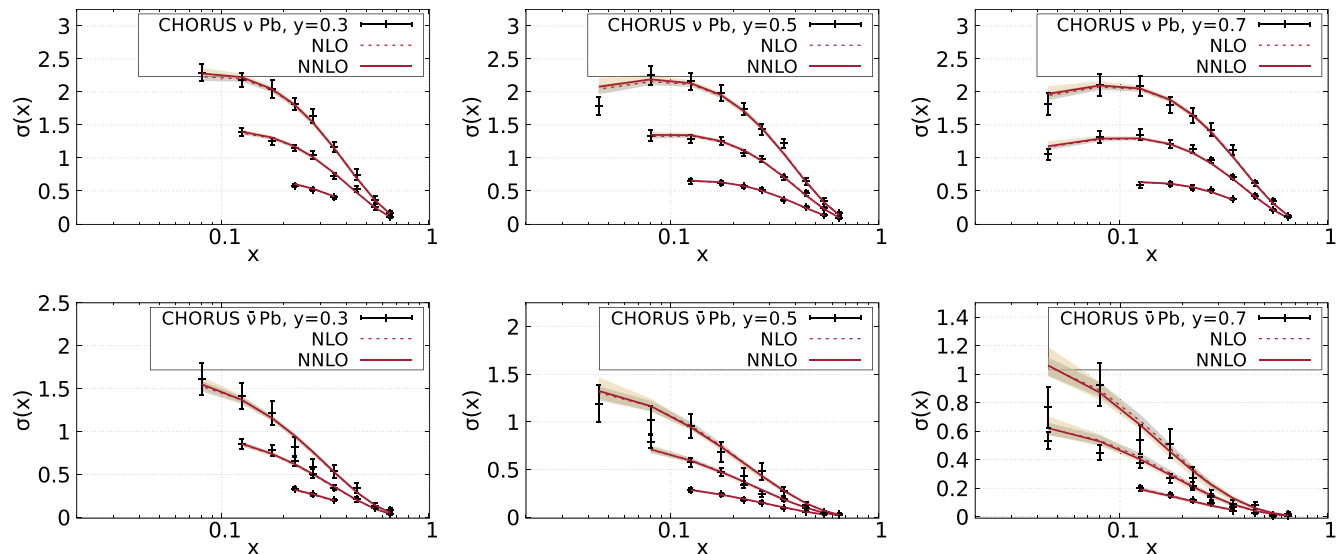 CHORUS ν Pb, y=0.3
NLO
NNLO
σ(x)
3
2.5
2
1.5
1
0.5
0
0.1
1
x
CHORUS ν Pb, y=0.5
NLO
NNLO
σ(x)
3
2.5
2
1.5
1
0.5
0
0.1
1
x
CHORUS ν Pb, y=0.7
NLO
NNLO
σ(x)
3
2.5
2
1.5
1
0.5
0
0.1
1
x
CHORUS ν̄ Pb, y=0.3
NLO
NNLO
σ(x)
2.5
2
1.5
1
0.5
0
0.1
1
x
CHORUS ν̄ Pb, y=0.5
NLO
NNLO
σ(x)
2
1.5
1
0.5
0
0.1
1
x
CHORUS ν̄ Pb, y=0.7
NLO
NNLO
σ(x)
1.4
1.2
1
0.8
0.6
0.4
0.2
0
0.1
1
x